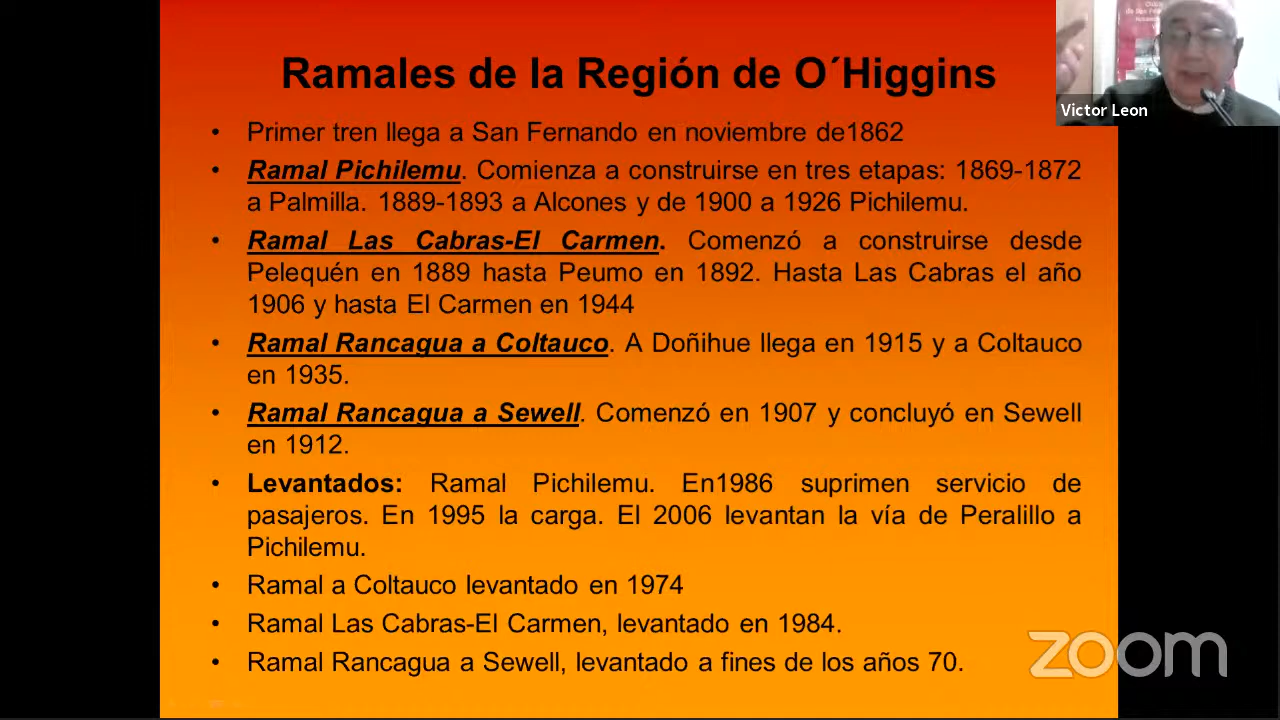 Ramales de la Región de O´Higgins
Victor Leon
• Primer tren llega a San Fernando en noviembre de1862
• Ramal Pichilemu. Comienza a construirse en tres etapas: 1869-1872
a Palmilla. 1889-1893 a Alcones y de 1900 a 1926 Pichilemu.
• Ramal Las Cabras-El Carmen. Comenzó a construirse desde
Pelequén en 1889 hasta Peumo en 1892. Hasta Las Cabras el año
1906 y hasta El Carmen en 1944
• Ramal Rancagua a Coltauco. A Doñihue llega en 1915 y a Coltauco
en 1935.
• Ramal Rancagua a Sewell. Comenzó en 1907 y concluyó en Sewell
en 1912.
• Levantados: Ramal Pichilemu. En1986 suprimen servicio de
pasajeros. En 1995 la carga. El 2006 levantan la vía de Peralillo a
Pichilemu.
• Ramal a Coltauco levantado en 1974
• Ramal Las Cabras-El Carmen, levantado en 1984.
• Ramal Rancagua a Sewell, levantado a fines de los años 70.
zoom